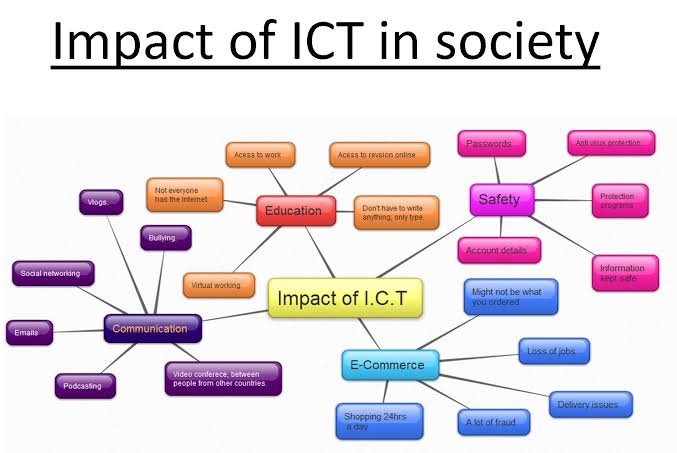 Impact of ICT in society
Acess to work
Acess to revsion online
Passwords
Anti virus protection
Not everyone
has the internet
Vlogs.
Education
Don't have to write
anything, only type.
Safety
Protection
programs
Bullying
Account details
Social networking
Virtual working
Impact of I.C.T
Information
kept safe
Might not be what
you ordered
Emails
Communication
E-Commerce
Loss of jobs
Podcasting
Video conferece, between
people from other countries.
Shopping 24hrs
a day
A lot of fraud
Delivery issues